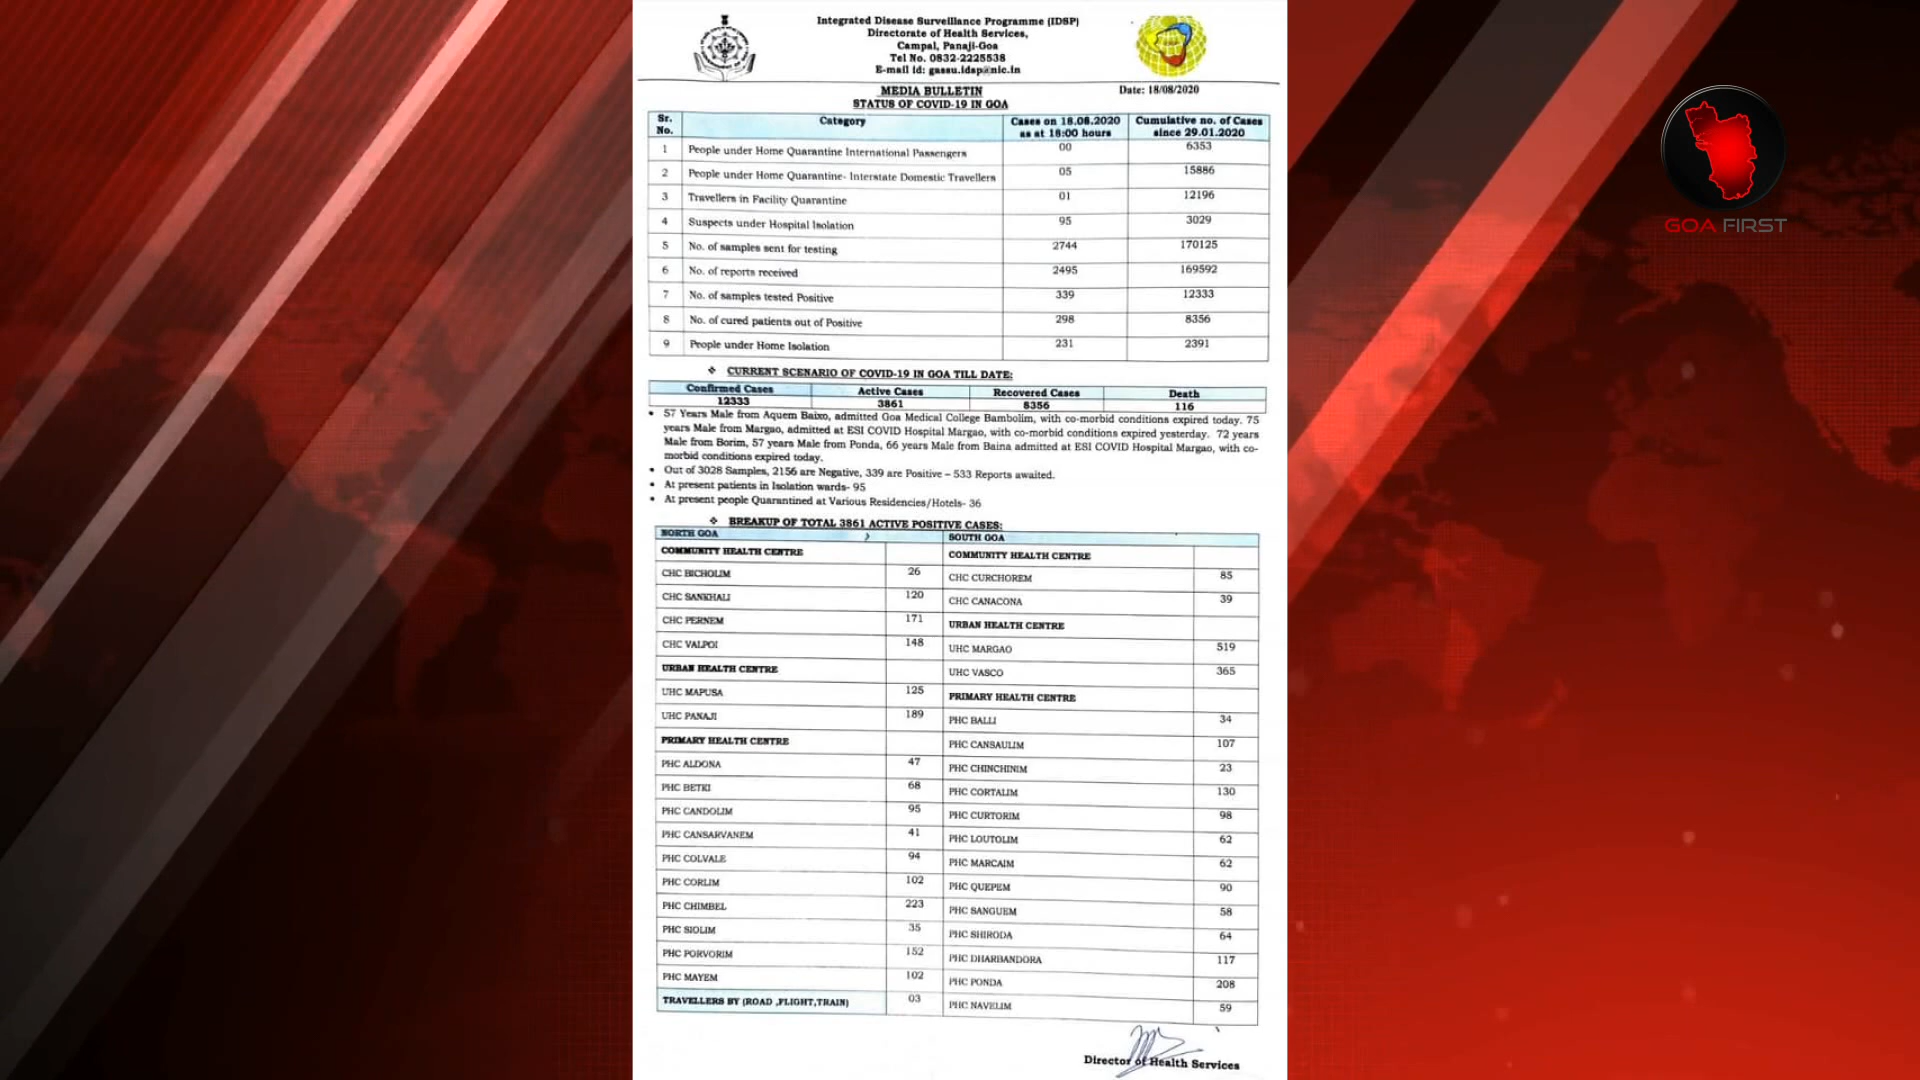 Integrated Disease Surveillance Programme (IDSP)
Directorate of Health Services,
Campal, Panaji-Goa
Tel No. 0832-2225538
E-mail id: gassu.idsp@nic.in
MEDIA BULLETIN Date: 18/08/2020
STATUS OF COVID-19 IN GOA
Sr. No. Category Cases on 18.08.2020 as at 18:00 hours Cumulative no. of Cases since 29.01.2020
1 People under Home Quarantine International Passengers 00 6353
2 People under Home Quarantine- Interstate Domestic Travellers 05 15886
3 Travellers in Facility Quarantine 01 12196
4 Suspects under Hospital Isolation 95 3029
5 No. of samples sent for testing 2744 170125
6 No. of reports received 2495 169592
7 No. of samples tested Positive 339 12333
8 No. of cured patients out of Positive 298 8356
9 People under Home Isolation 231 2391
❖ CURRENT SCENARIO OF COVID-19 IN GOA TILL DATE:
Confirmed Cases Active Cases Recovered Cases Death
12333 3861 8356 116
• 57 Years Male from Aquem Baixo, admitted Goa Medical College Bambolim, with co-morbid conditions expired today. 75
years Male from Margao, admitted at ESI COVID Hospital Margao, with co-morbid conditions expired yesterday. 72 years
Male from Borim, 57 years Male from Ponda, 66 years Male from Baina admitted at ESI COVID Hospital Margao, with co-
morbid conditions expired today.
• Out of 3028 Samples, 2156 are Negative, 339 are Positive – 533 Reports awaited.
• At present patients in Isolation wards- 95
• At present people Quarantined at Various Residencies/Hotels- 36
❖ BREAKUP OF TOTAL 3861 ACTIVE POSITIVE CASES:
NORTH GOA SOUTH GOA
COMMUNITY HEALTH CENTRE COMMUNITY HEALTH CENTRE
CHC BICHOLIM 26 CHC CURCHOREM 85
CHC SANKHALI 120 CHC CANACONA 39
CHC PERNEM 171 URBAN HEALTH CENTRE
CHC VALPOI 148 UHC MARGAO 519
URBAN HEALTH CENTRE UHC VASCO 365
UHC MAPUSA 125 PRIMARY HEALTH CENTRE
UHC PANAJI 189 PHC BALLI 34
PRIMARY HEALTH CENTRE PHC CANSAULIM 107
PHC ALDONA 47 PHC CHINCHINIM 23
PHC BETKI 68 PHC CORTALIM 130
PHC CANDOLIM 95 PHC CURTORIM 98
PHC CANSARVANEM 41 PHC LOUTOLIM 62
PHC COLVALE 94 PHC MARCAIM 62
PHC CORLIM 102 PHC QUEPEM 90
PHC CHIMBEL 223 PHC SANGUEM 58
PHC SIOLIM 35 PHC SHIRODA 64
PHC PORVORIM 152 PHC DHARBANDORA 117
PHC MAYEM 102 PHC PONDA 208
TRAVELLERS BY (ROAD ,FLIGHT,TRAIN) 03 PHC NAVELIM 59
Director of Health Services
GOA FIRST